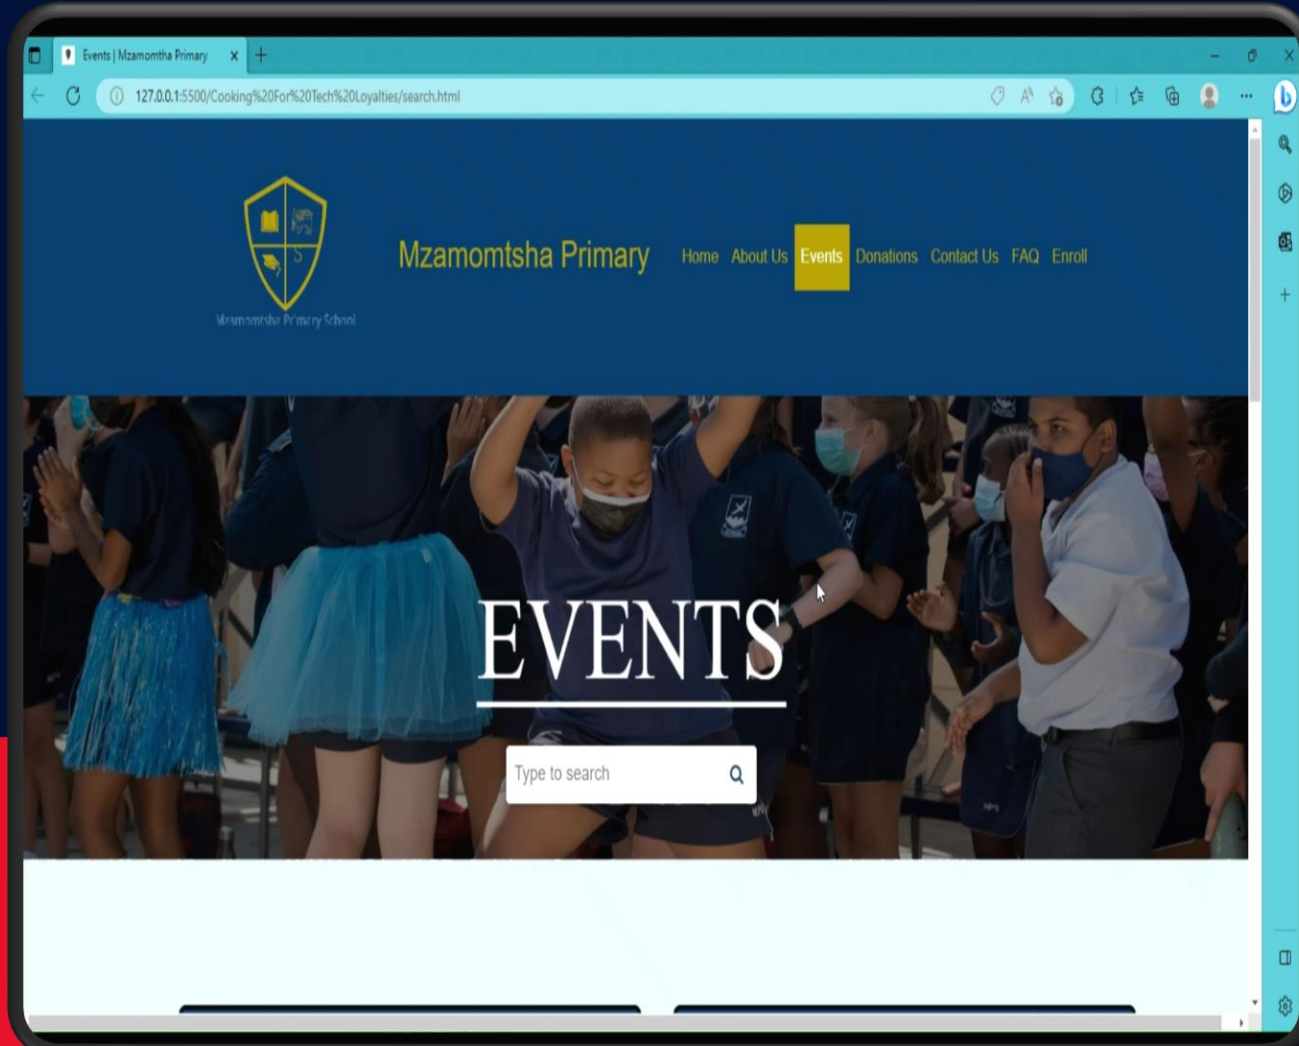 Events | Mzamomtha Primary
127.0.0.1:5500/Cooking%20For%20Tech%20Loyalties/search.html
Mzamomtsha Primary School
Mzamomtsha Primary
Home About Us Events Donations Contact Us FAQ Enroll
EVENTS
Type to search